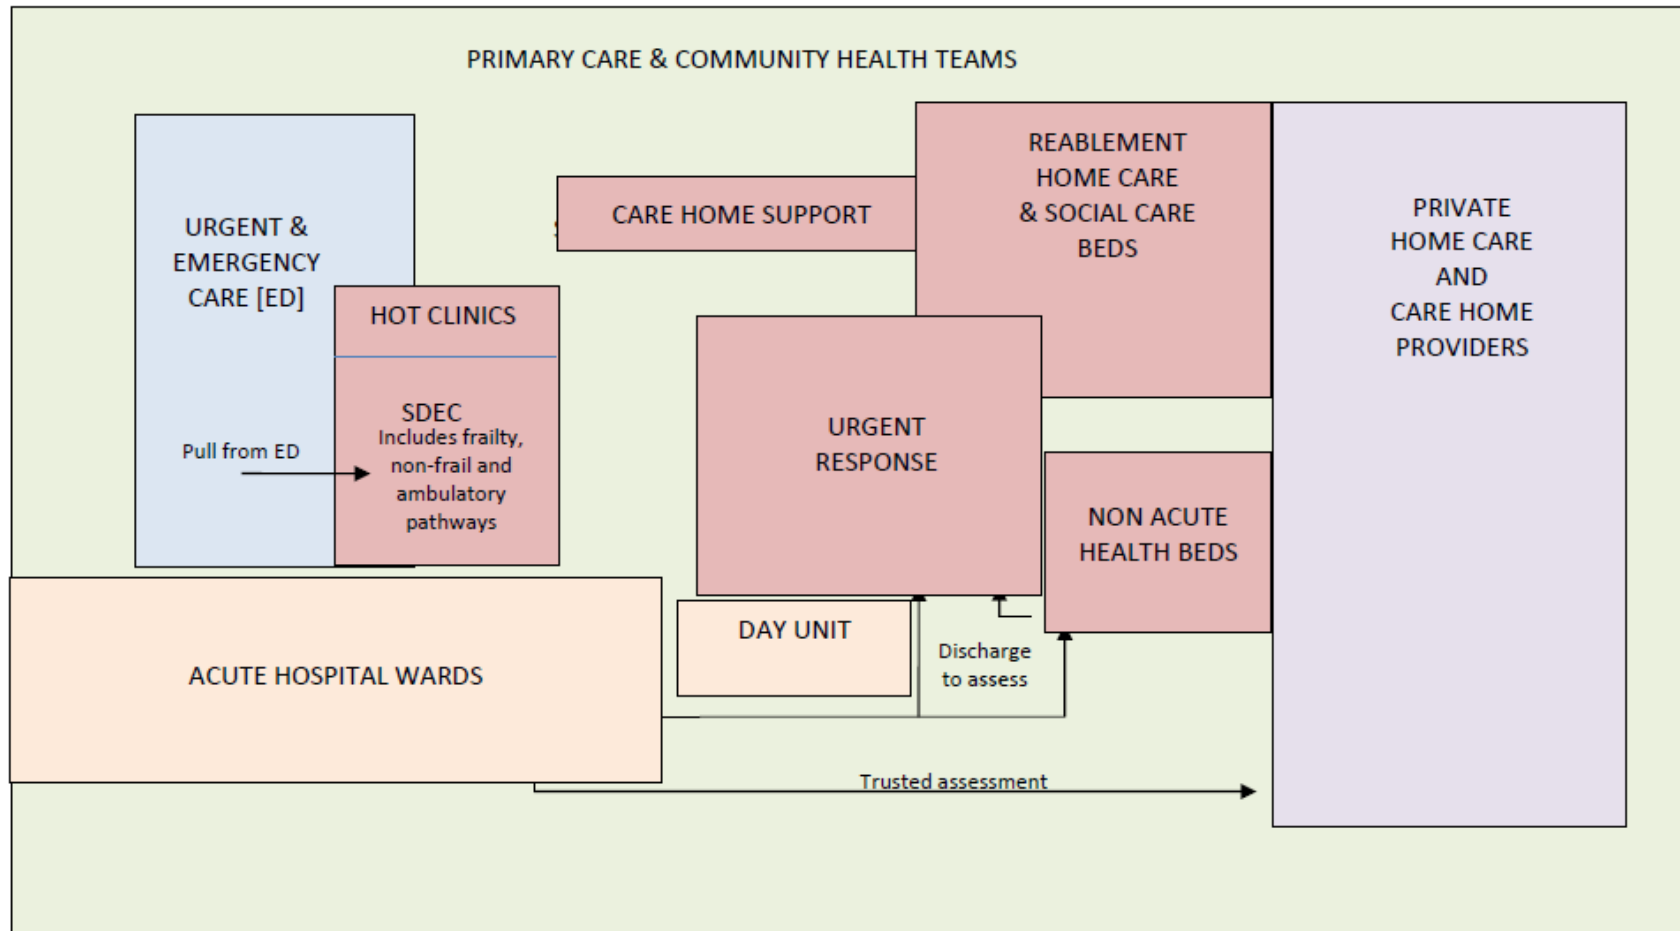 PRIMARY CARE & COMMUNITY HEALTH TEAMS
URGENT &
EMERGENCY
CARE [ED]
HOT CLINICS
SDEC
Includes frailty,
non-frail and
ambulatory
pathways
Pull from ED
CARE HOME SUPPORT
REABLEMENT
HOME CARE
& SOCIAL CARE
BEDS
PRIVATE
HOME CARE
AND
CARE HOME
PROVIDERS
URGENT
RESPONSE
NON ACUTE
HEALTH BEDS
DAY UNIT
Discharge
to assess
ACUTE HOSPITAL WARDS
Trusted assessment